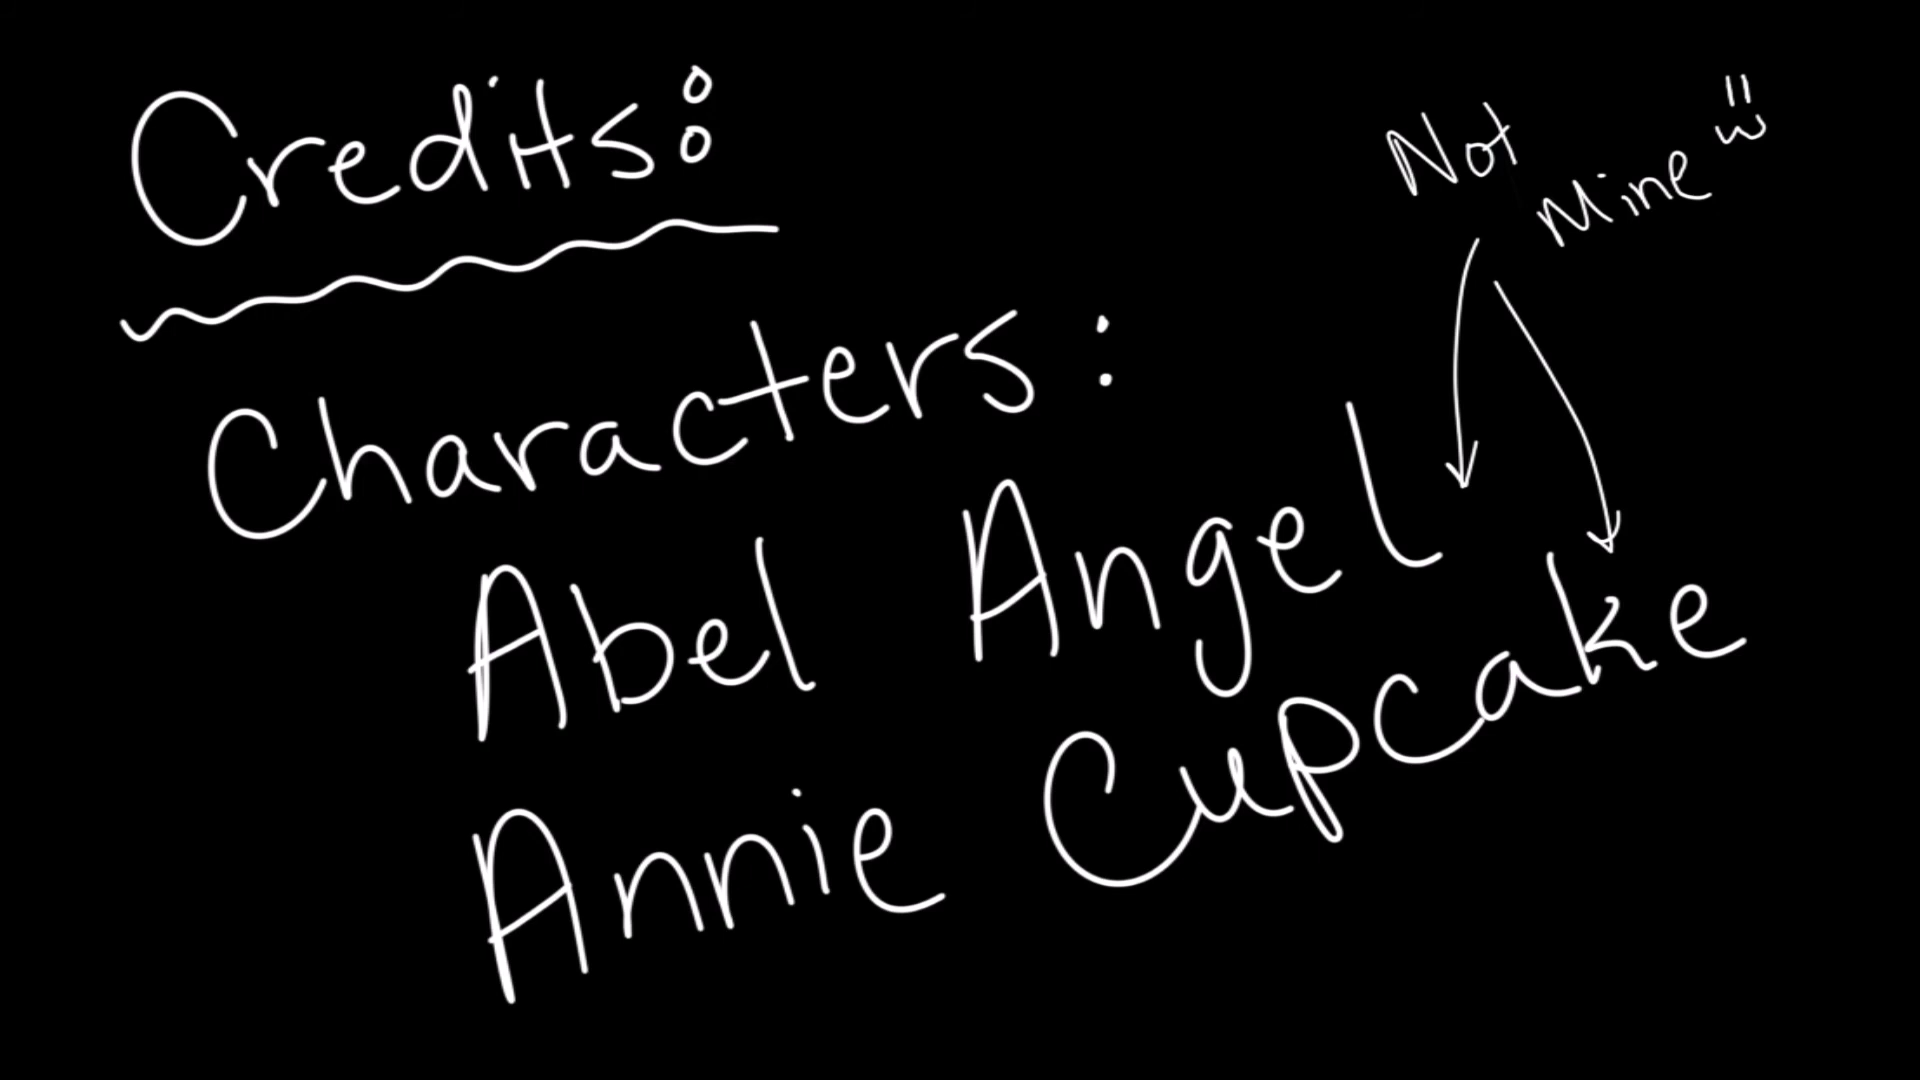 Credits:
Not
Mine
Characters:
Abel Angel
Annie Cupcake